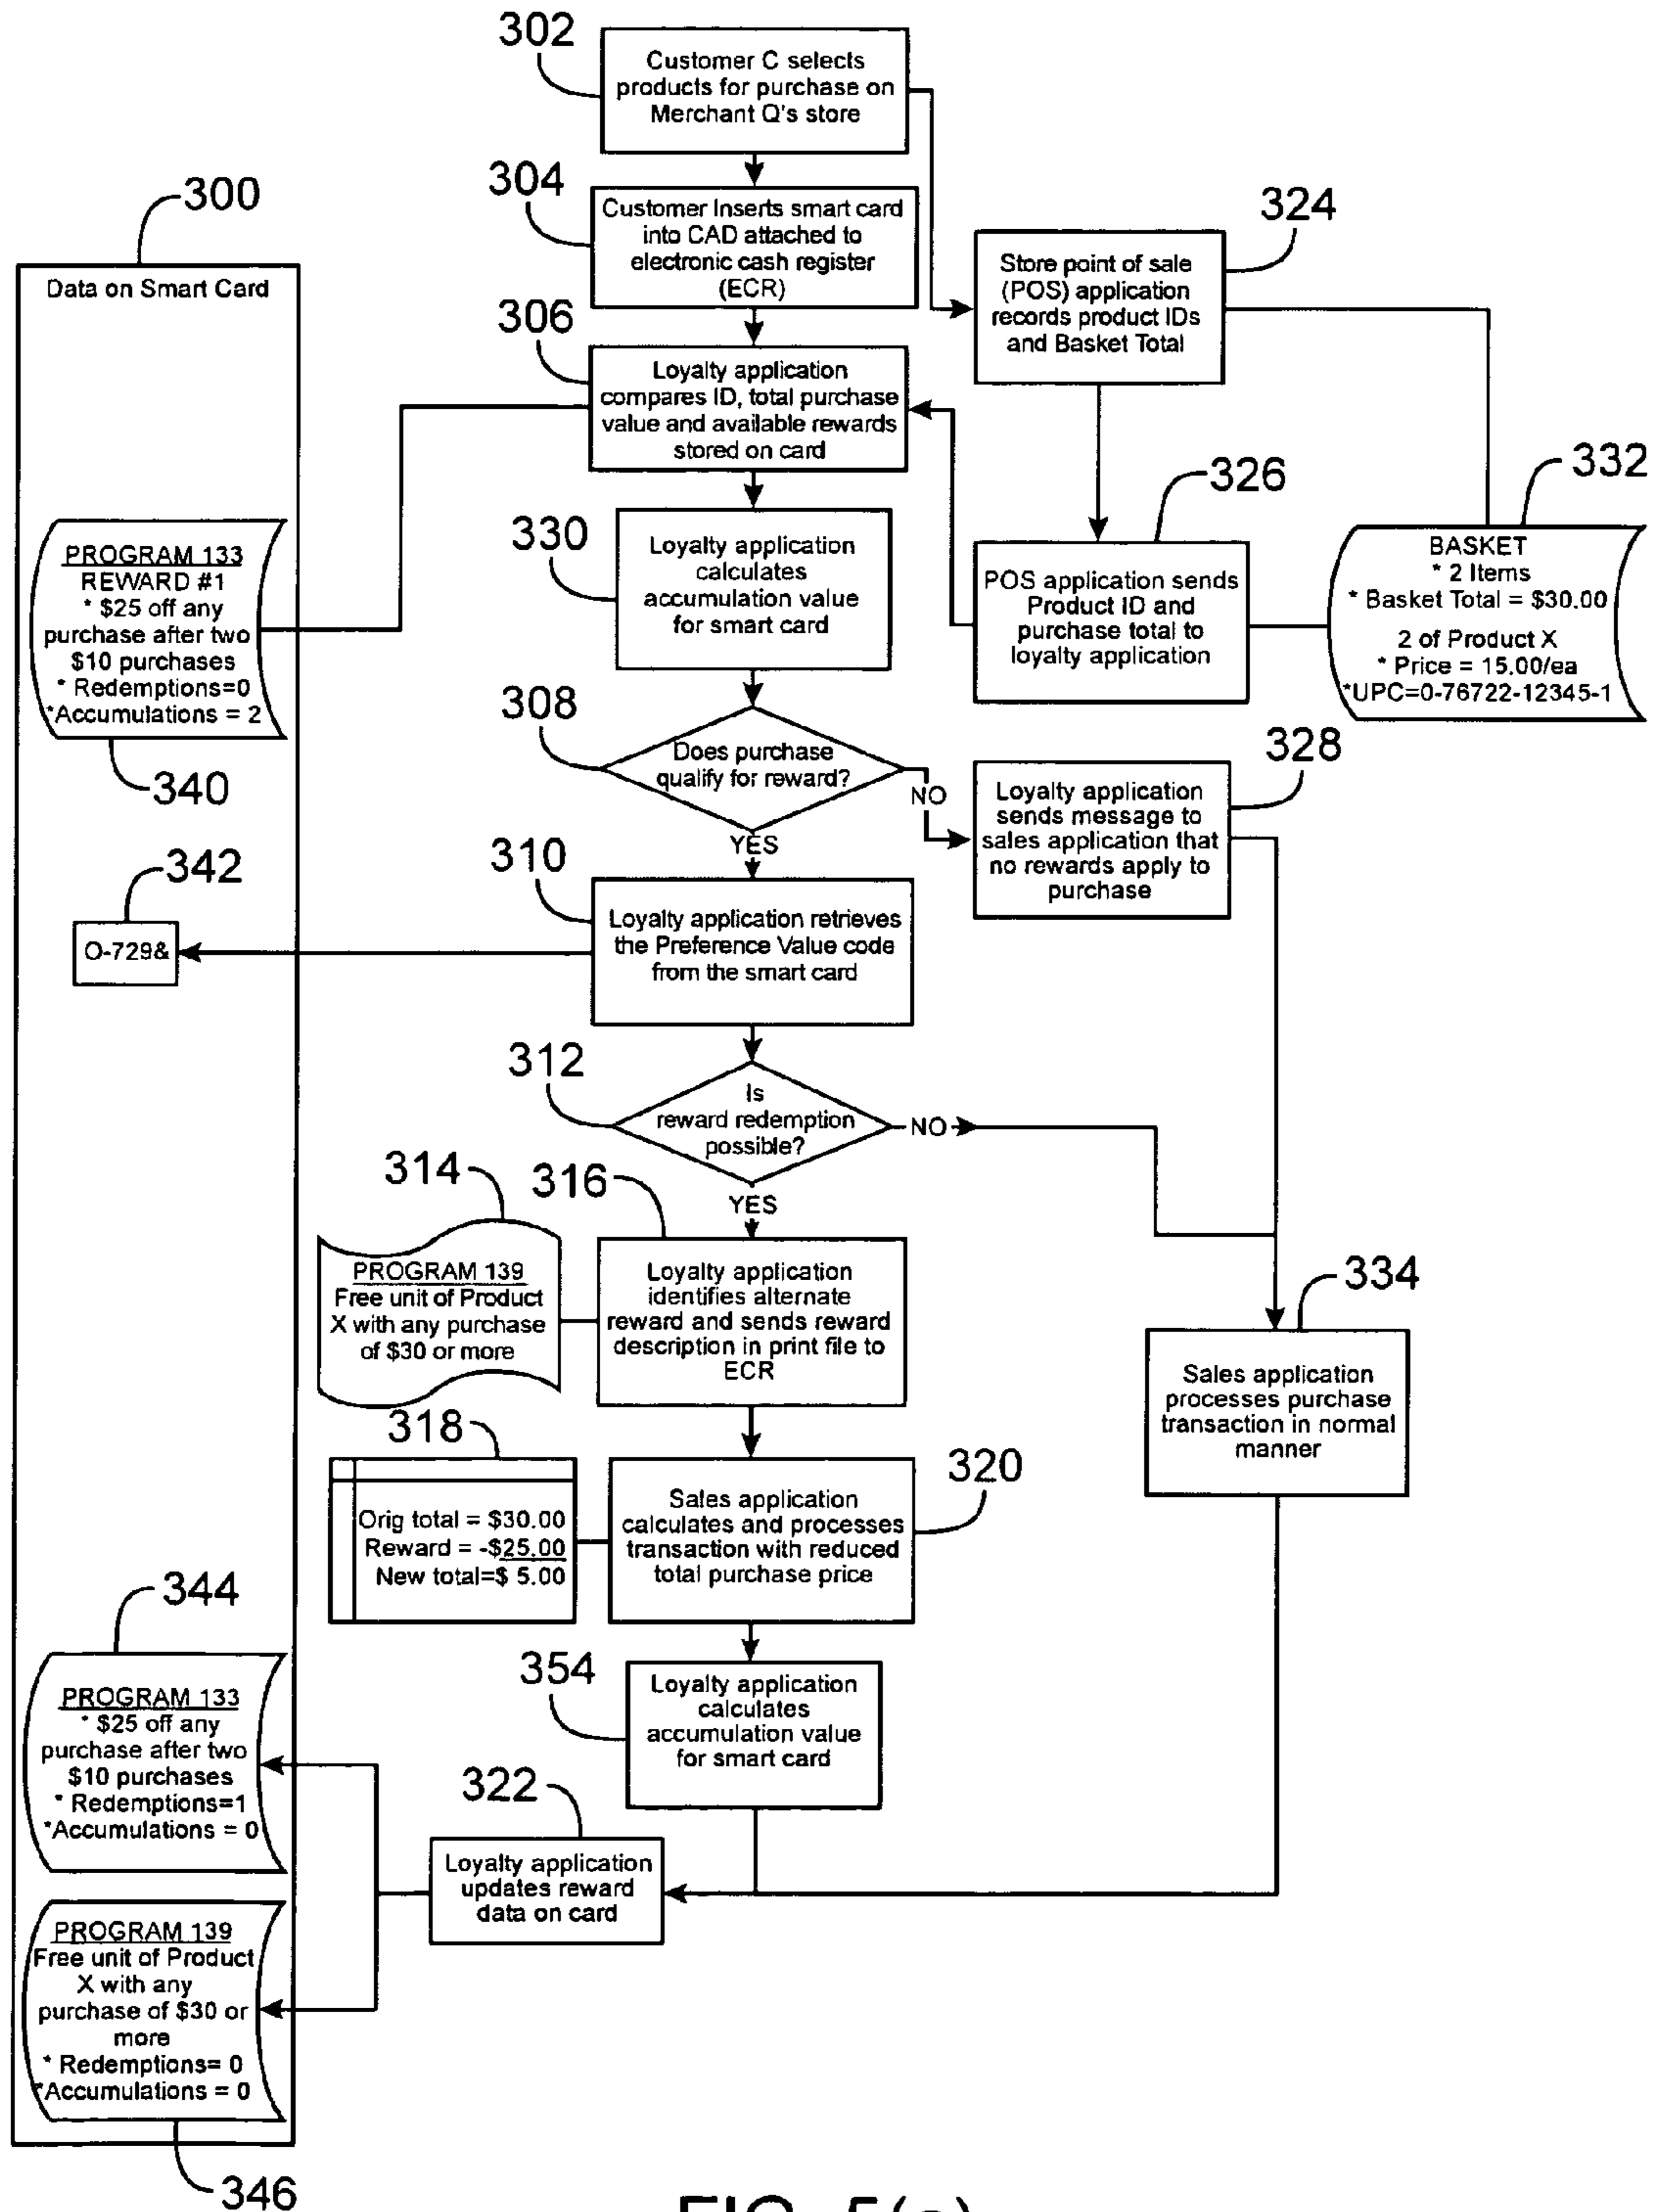 302
Customer C selects
products for purchase on
Merchant Q's store
304
Customer Inserts smart card
into CAD attached to
electronic cash register
(ECR)
300
Data on Smart Card
324
Store point of sale
(POS) application
records product IDs
and Basket Total
306
Loyalty application
compares ID, total purchase
value and available rewards
stored on card
326
POS application sends
Product ID and
purchase total to
loyalty application
332
BASKET
* 2 Items
* Basket Total = $30.00
2 of Product X
* Price = 15.00/ea
*UPC=0-76722-12345-1
330
Loyalty application
calculates
accumulation value
for smart card
PROGRAM 133
REWARD #1
* $25 off any
purchase after two
$10 purchases
* Redemptions=0
*Accumulations = 2
340
308
Does purchase
qualify for reward?
NO
YES
328
Loyalty application
sends message to
sales application that
no rewards apply to
purchase
310
Loyalty application retrieves
the Preference Value code
from the smart card
342
O-729&
312
Is
reward redemption
possible?
NO
YES
314
PROGRAM 139
Free unit of Product
X with any purchase
of $30 or more
316
Loyalty application
identifies alternate
reward and sends reward
description in print file to
ECR
334
Sales application
processes purchase
transaction in normal
manner
318
Orig total = $30.00
Reward = -$25.00
New total=$ 5.00
320
Sales application
calculates and processes
transaction with reduced
total purchase price
344
PROGRAM 133
* $25 off any
purchase after two
$10 purchases
* Redemptions=1
*Accumulations = 0
354
Loyalty application
calculates
accumulation value
for smart card
322
Loyalty application
updates reward
data on card
PROGRAM 139
Free unit of Product
X with any
purchase of $30 or
more
* Redemptions= 0
*Accumulations = 0
346
FIG. 5(a)